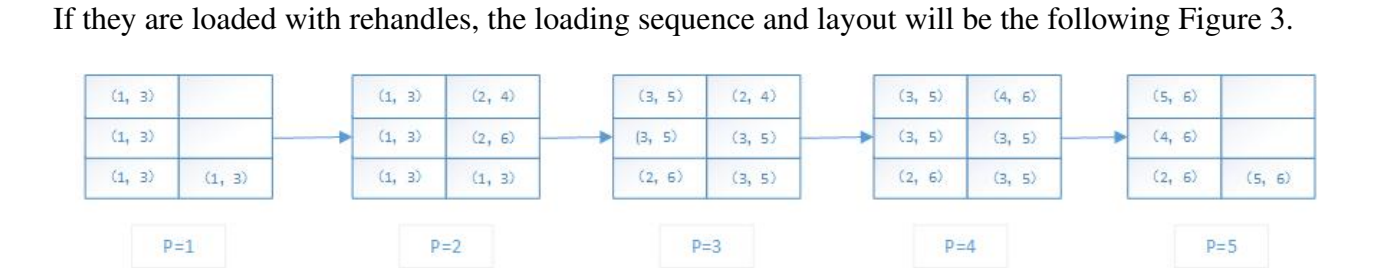 If they are loaded with rehandles, the loading sequence and layout will be the following Figure 3.
(1, 3) (1, 3) (2, 4) (3, 5) (2, 4) (3, 5) (4, 6) (5, 6)
(1, 3) (1, 3) (2, 6) (3, 5) (3, 5) (3, 5) (3, 5) (4, 6)
(1, 3) (1, 3) (1, 3) (1, 3) (2, 6) (3, 5) (2, 6) (3, 5) (2, 6) (5, 6)
P=1 P=2 P=3 P=4 P=5